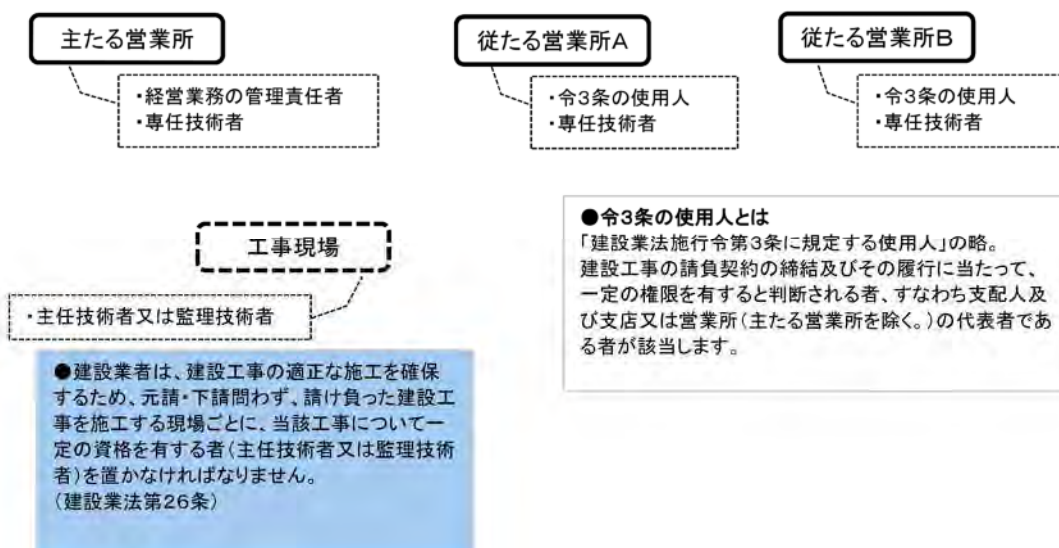 主たる営業所
・経営業務の管理責任者
・専任技術者
従たる営業所A
・令3条の使用人
・専任技術者
従たる営業所B
・令3条の使用人
・専任技術者
工事現場
・主任技術者又は監理技術者
●建設業者は、建設工事の適正な施工を確保
するため、元請・下請問わず、請け負った建設工
事を施工する現場ごとに、当該工事について一
定の資格を有する者(主任技術者又は監理技術
者)を置かなければなりません。
(建設業法第26条)
●令3条の使用人とは
「建設業法施行令第3条に規定する使用人」の略。
建設工事の請負契約の締結及びその履行に当たって、
一定の権限を有すると判断される者、すなわち支配人及
び支店又は営業所(主たる営業所を除く。)の代表者であ
る者が該当します。